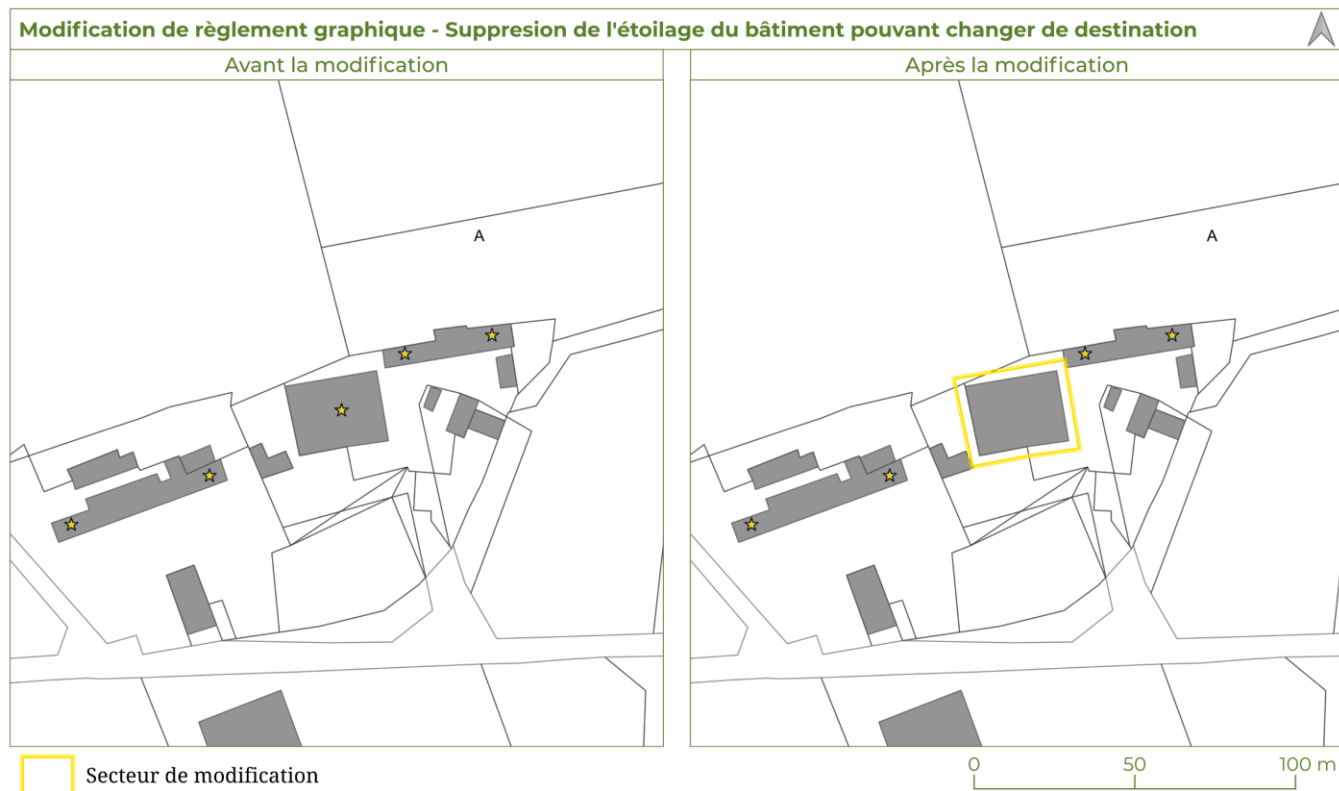 Modification de règlement graphique - Suppresion de l'étoilage du bâtiment pouvant changer de destination
Avant la modification
Après la modification
A
A
Secteur de modification
0 50 100 m